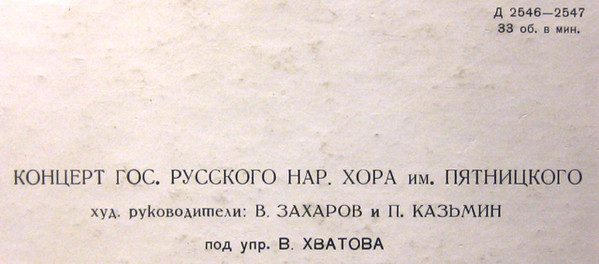 Д 2546—2547
33 об. в мин.
КОНЦЕРТ ГОС. РУССКОГО НАР. ХОРА им. ПЯТНИЦКОГО
худ. руководители: В. ЗАХАРОВ и П. КАЗЬМИН
под упр. В. ХВАТОВА